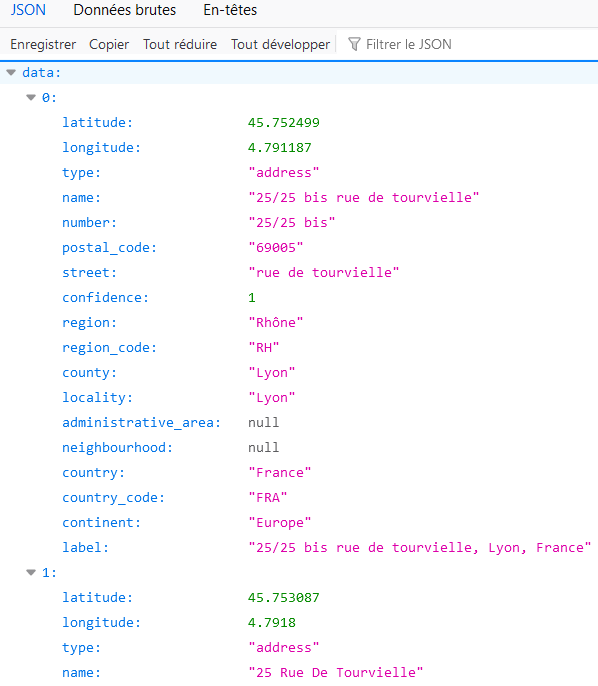 JSON Données brutes En-têtes
Enregistrer Copier Tout réduire Tout développer Filtrer le JSON
data:
0:
latitude: 45.752499
longitude: 4.791187
type: "address"
name: "25/25 bis rue de tourvielle"
number: "25/25 bis"
postal_code: "69005"
street: "rue de tourvielle"
confidence: 1
region: "Rhône"
region_code: "RH"
county: "Lyon"
locality: "Lyon"
administrative_area: null
neighbourhood: null
country: "France"
country_code: "FRA"
continent: "Europe"
label: "25/25 bis rue de tourvielle, Lyon, France"
1:
latitude: 45.753087
longitude: 4.7918
type: "address"
name: "25 Rue De Tourvielle"